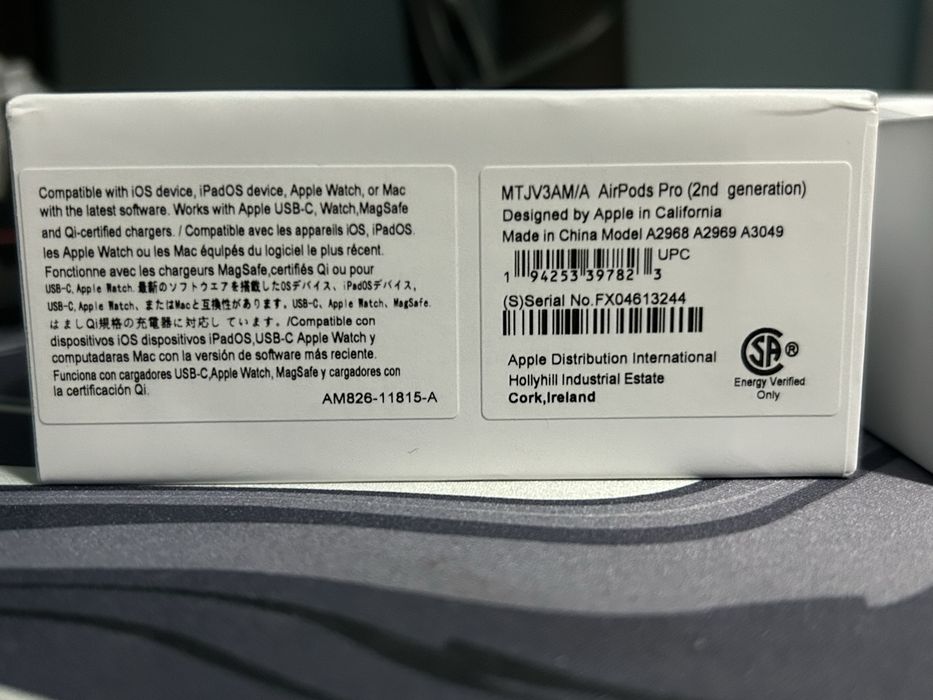 Compatible with iOS device, iPadOS device, Apple Watch, or Mac
with the latest software. Works with Apple USB-C, Watch,MagSafe
and Qi-certified chargers. / Compatible avec les appareils iOS, iPadOS.
les Apple Watch ou les Mac équipés du logiciel le plus récent.
Fonctionne avec les chargeurs MagSafe,certifiés Qi ou pour
USB-C, Apple Watch. 最新のソフトウエアを搭載したOSデバイス、iPadOSデバイス,
USB-C, Apple Watch、またはMacと互換性があります。USB-C、Apple Watch、MagSafe.
はましQi規格の充電器に対応し ています。/Compatible con
dispositivos iOS dispositivos iPadOS,USB-C Apple Watch y
computadaras Mac con la versión de software más reciente.
Funciona con cargadores USB-C,Apple Watch, MagSafe y cargadores con
la certificación Qi.
AM826-11815-A
MTJV3AM/A AirPods Pro (2nd generation)
Designed by Apple in California
Made in China Model A2968 A2969 A3049
UPC
1 94253 39782 3
(S)Serial No.FX04613244
Apple Distribution International
Hollyhill Industrial Estate
Cork,Ireland
SA ®
Energy Verified
Only